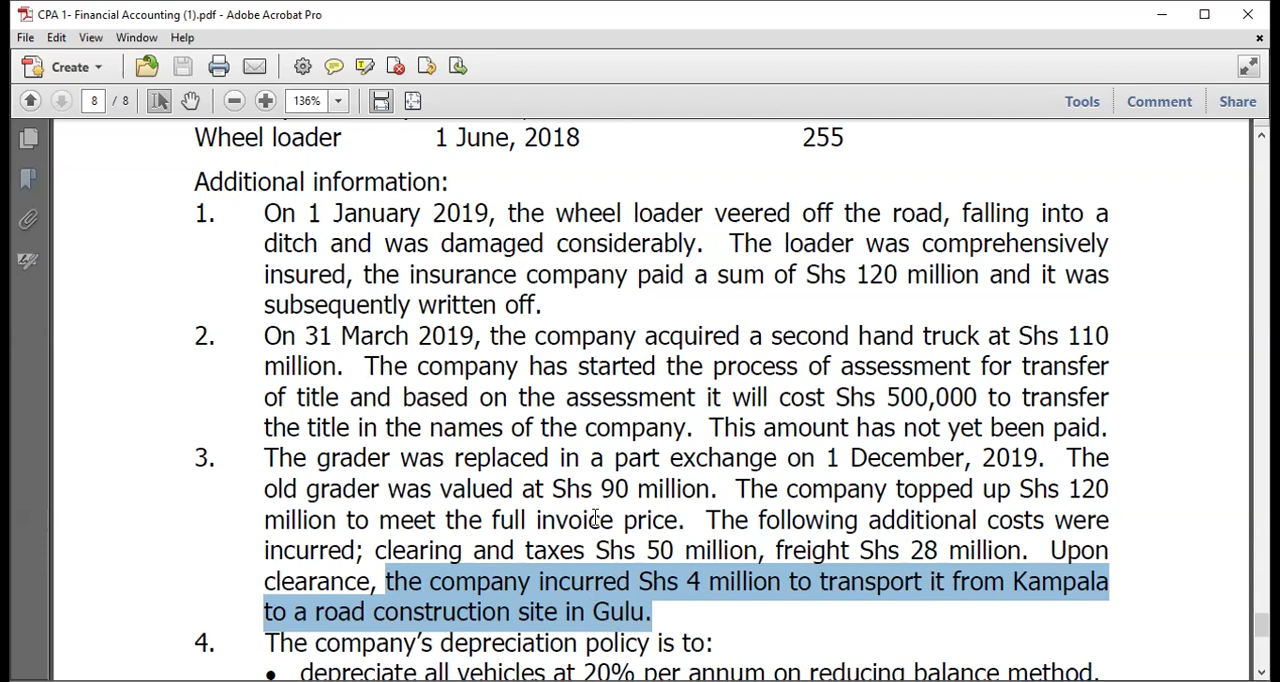 CPA 1- Financial Accounting (1).pdf - Adobe Acrobat Pro
File Edit View Window Help
Create
8 / 8 136% Tools Comment Share
Wheel loader 1 June, 2018 255
Additional information:
1. On 1 January 2019, the wheel loader veered off the road, falling into a
ditch and was damaged considerably. The loader was comprehensively
insured, the insurance company paid a sum of Shs 120 million and it was
subsequently written off.
2. On 31 March 2019, the company acquired a second hand truck at Shs 110
million. The company has started the process of assessment for transfer
of title and based on the assessment it will cost Shs 500,000 to transfer
the title in the names of the company. This amount has not yet been paid.
3. The grader was replaced in a part exchange on 1 December, 2019. The
old grader was valued at Shs 90 million. The company topped up Shs 120
million to meet the full invoice price. The following additional costs were
incurred; clearing and taxes Shs 50 million, freight Shs 28 million. Upon
clearance, the company incurred Shs 4 million to transport it from Kampala
to a road construction site in Gulu.
4. The company's depreciation policy is to:
• depreciate all vehicles at 20% per annum on reducing balance method.